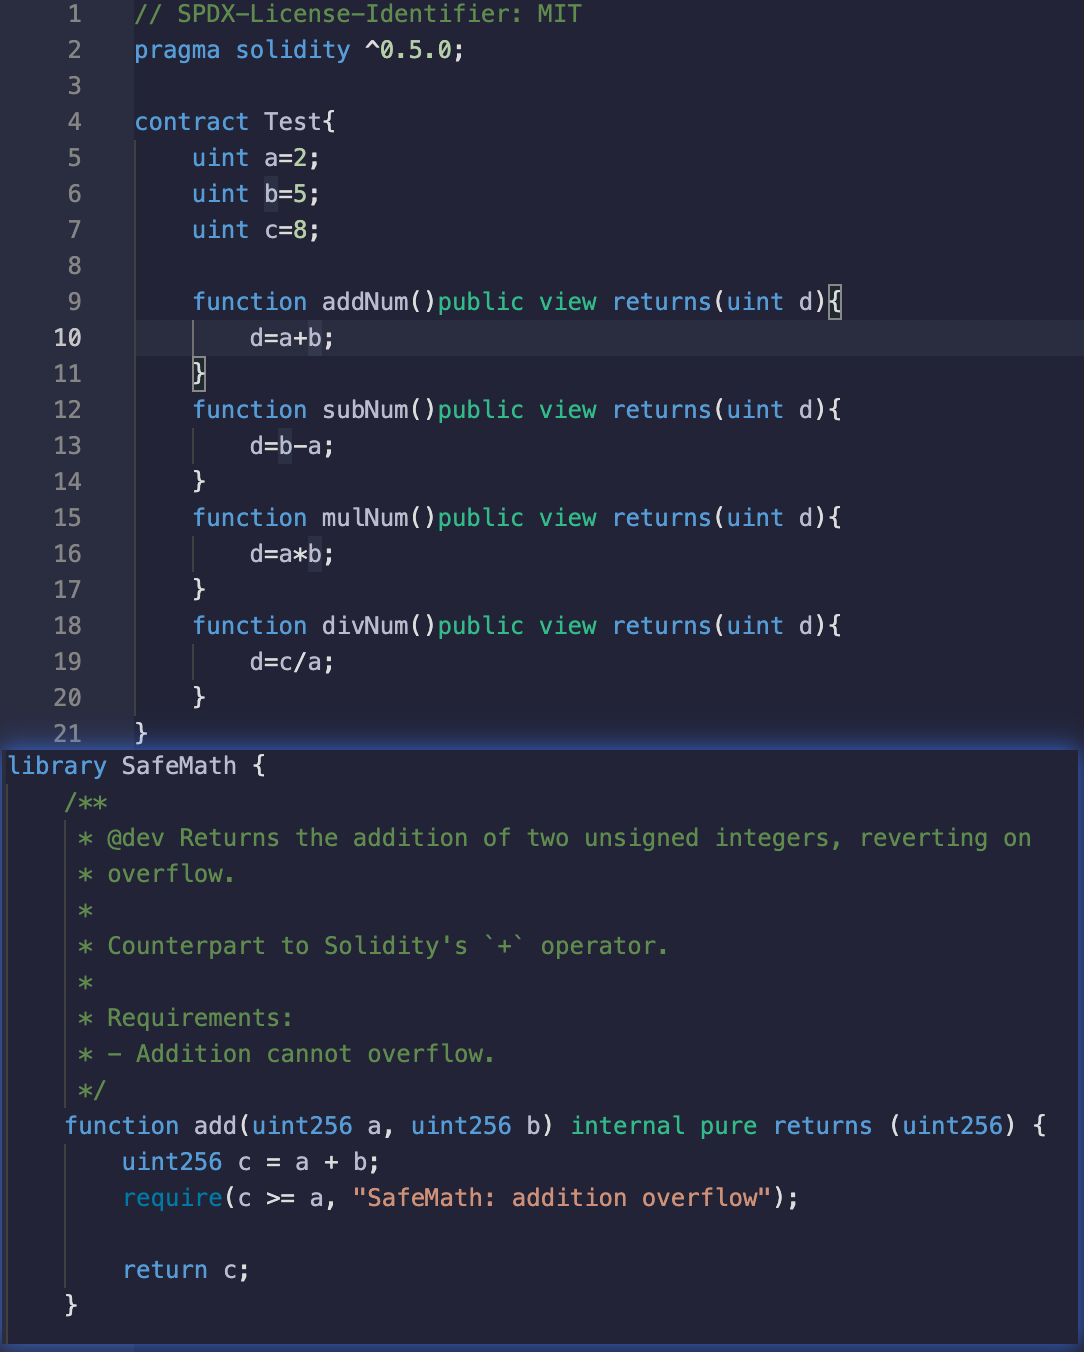 1 // SPDX-License-Identifier: MIT
2 pragma solidity ^0.5.0;
3
4 contract Test{
5     uint a=2;
6     uint b=5;
7     uint c=8;
8
9     function addNum()public view returns(uint d){
10         d=a+b;
11     }
12     function subNum()public view returns(uint d){
13         d=b-a;
14     }
15     function mulNum()public view returns(uint d){
16         d=a*b;
17     }
18     function divNum()public view returns(uint d){
19         d=c/a;
20     }
21 }
library SafeMath {
    /**
     * @dev Returns the addition of two unsigned integers, reverting on
     * overflow.
     *
     * Counterpart to Solidity's `+` operator.
     *
     * Requirements:
     * - Addition cannot overflow.
     */
    function add(uint256 a, uint256 b) internal pure returns (uint256) {
        uint256 c = a + b;
        require(c >= a, "SafeMath: addition overflow");

        return c;
    }